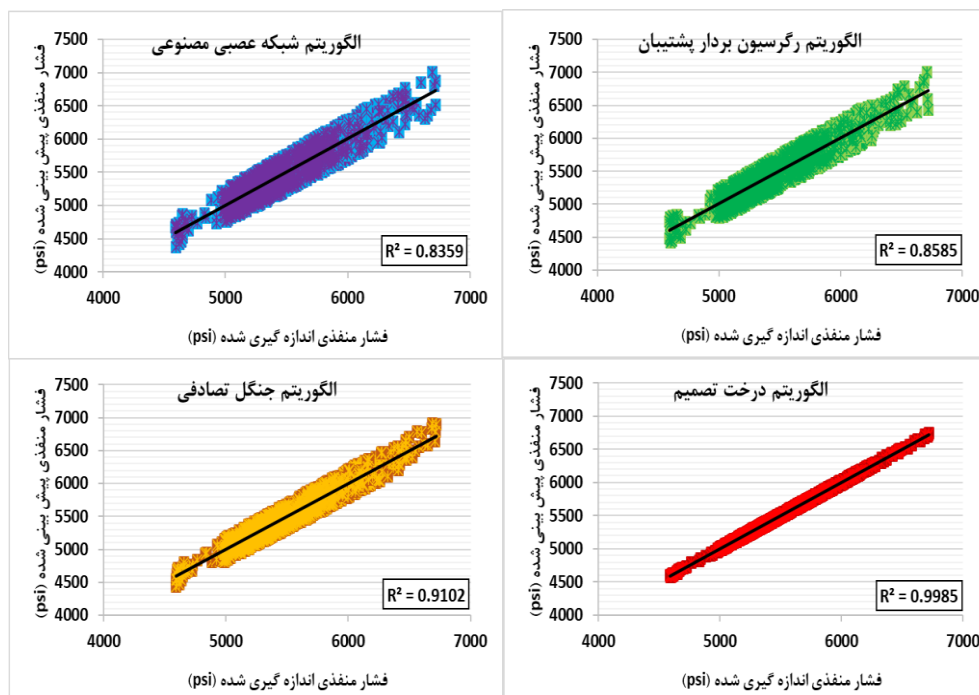 الگوریتم شبکه عصبی مصنوعی
فشار منفذی پیش بینی شده (psi)
7500
7000
6500
6000
5500
5000
4500
4000
R² = 0.8359
4000 5000 6000 7000
فشار منفذی اندازه گیری شده (psi)
الگوریتم رگرسیون بردار پشتیبان
فشار منفذی پیش بینی شده (psi)
7500
7000
6500
6000
5500
5000
4500
4000
R² = 0.8585
4000 5000 6000 7000
فشار منفذی اندازه گیری شده (psi)
الگوریتم جنگل تصادفی
فشار منفذی پیش بینی شده (psi)
7500
7000
6500
6000
5500
5000
4500
4000
R² = 0.9102
4000 5000 6000 7000
فشار منفذی اندازه گیری شده (psi)
الگوریتم درخت تصمیم
فشار منفذی پیش بینی شده (psi)
7500
7000
6500
6000
5500
5000
4500
4000
R² = 0.9985
4000 5000 6000 7000
فشار منفذی اندازه گیری شده (psi)